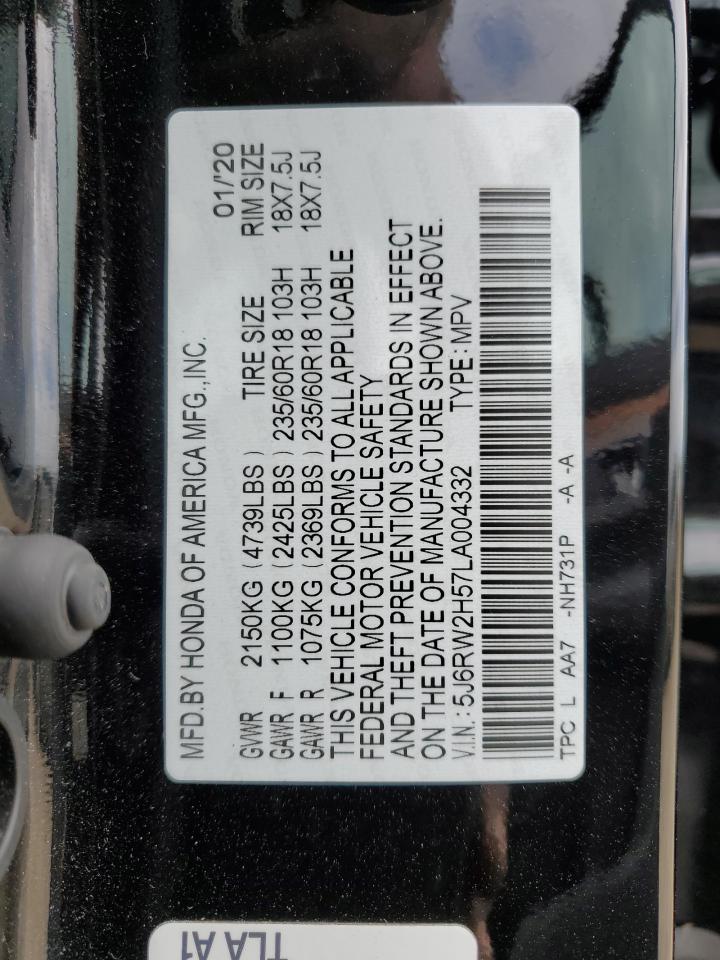 MFD.BY HONDA OF AMERICA MFG.,INC. 01/'20
GVWR 2150KG (4739LBS) TIRE SIZE RIM SIZE
GAWR F 1100KG (2425LBS) 235/60R18 103H 18X7.5J
GAWR R 1075KG (2369LBS) 235/60R18 103H 18X7.5J
THIS VEHICLE CONFORMS TO ALL APPLICABLE
FEDERAL MOTOR VEHICLE SAFETY
AND THEFT PREVENTION STANDARDS IN EFFECT
ON THE DATE OF MANUFACTURE SHOWN ABOVE.
V.I.N.: 5J6RW2H57LA004332 TYPE: MPV
TPC L AA7 -NH731P -A -A
TLA A1